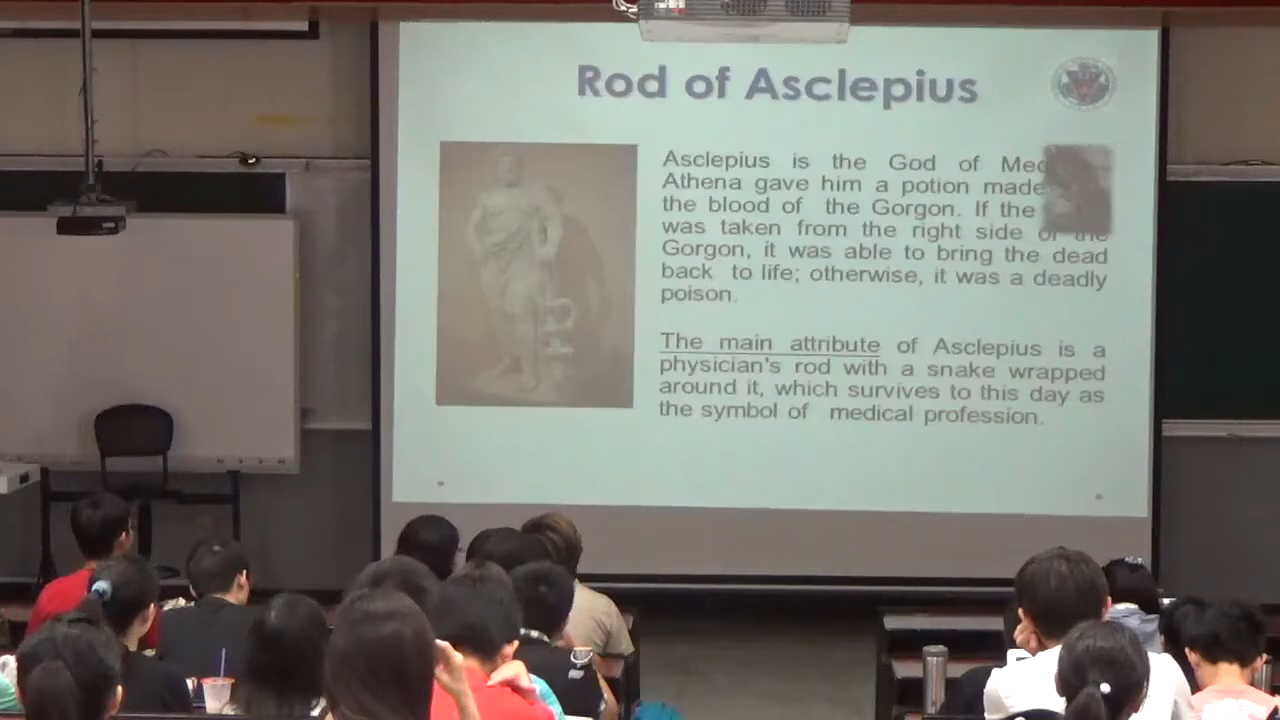 Rod of Asclepius
Asclepius is the God of Med
Athena gave him a potion made
the blood of the Gorgon. If the
was taken from the right side of the
Gorgon, it was able to bring the dead
back to life; otherwise, it was a deadly
poison.
The main attribute of Asclepius is a
physician's rod with a snake wrapped
around it, which survives to this day as
the symbol of medical profession.